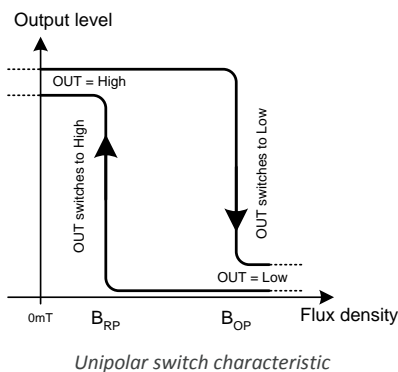 Output level
OUT = High
OUT switches to High
OUT switches to Low
OUT = Low
0mT
B_RP
B_OP
Flux density
Unipolar switch characteristic